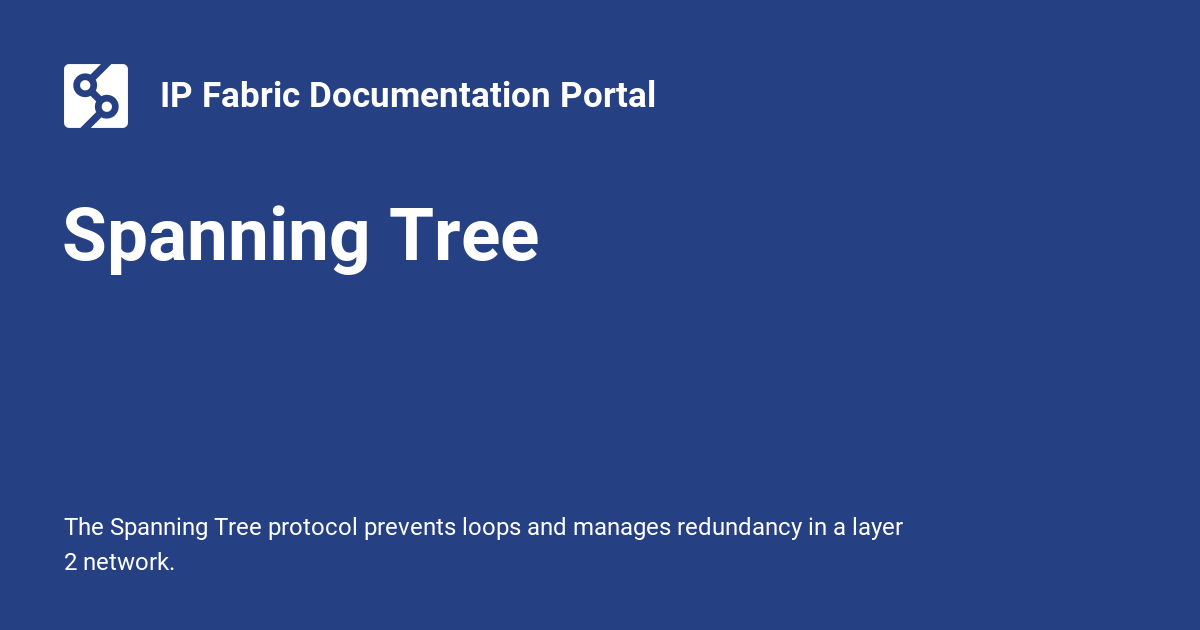 IP Fabric Documentation Portal
Spanning Tree
The Spanning Tree protocol prevents loops and manages redundancy in a layer
2 network.